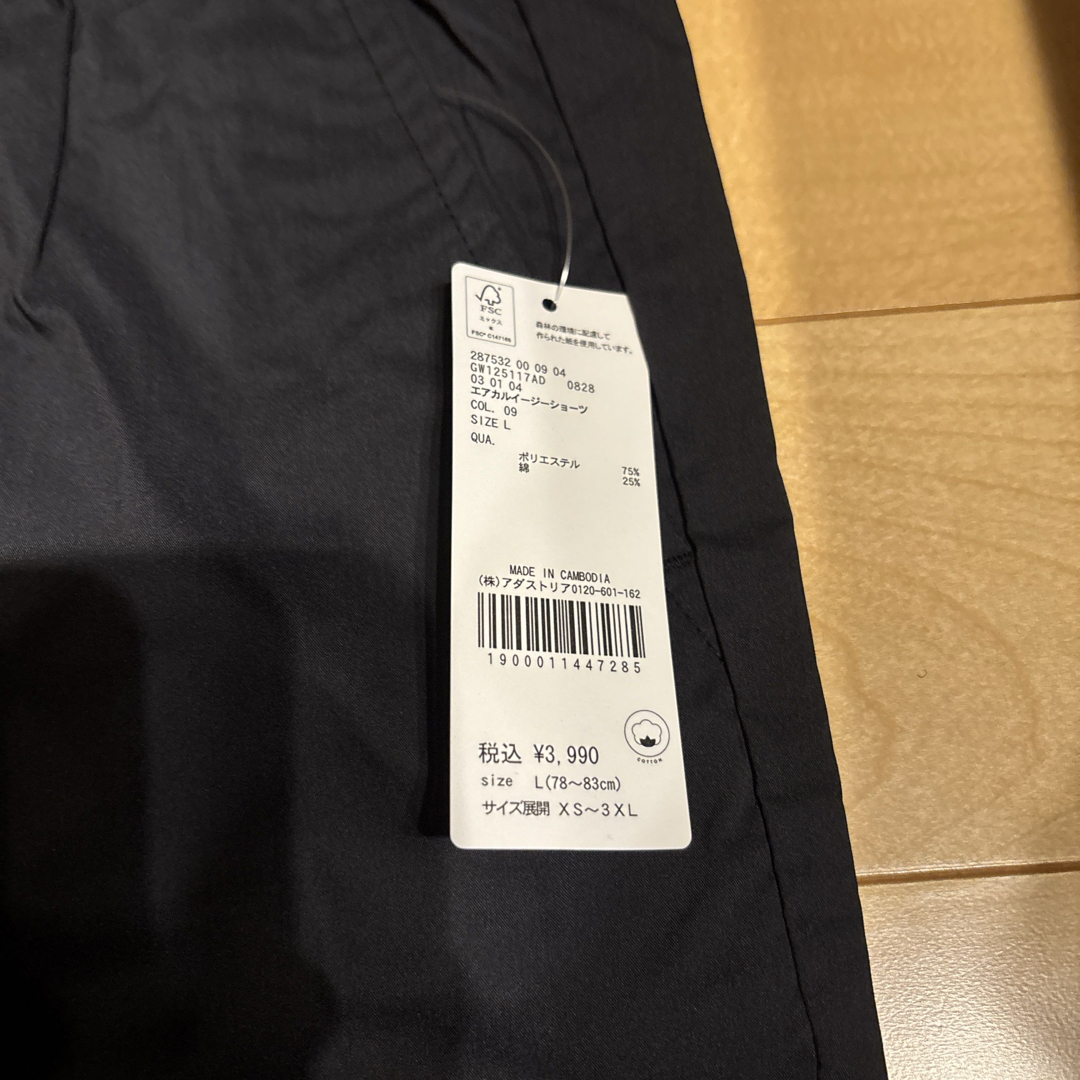 FSC
ミックス
紙
FSC® C147165
森林の環境に配慮して
作られた紙を使用しています。
287532 00 09 04
GW125117AD 0828
03 01 04
エアカルイージーショーツ
COL. 09
SIZE L
QUA.
ポリエステル 75%
綿 25%
MADE IN CAMBODIA
(株)アダストリア0120-601-162
1900011447285
COTTON
税込 ¥3,990
size L(78〜83cm)
サイズ展開 XS〜3XL